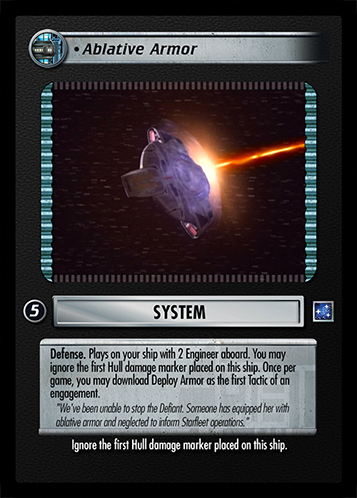 • Ablative Armor
5
SYSTEM
Defense. Plays on your ship with 2 Engineer aboard. You may
ignore the first Hull damage marker placed on this ship. Once per
game, you may download Deploy Armor as the first Tactic of an
engagement.
"We've been unable to stop the Defiant. Someone has equipped her with
ablative armor and neglected to inform Starfleet operations."
Ignore the first Hull damage marker placed on this ship.